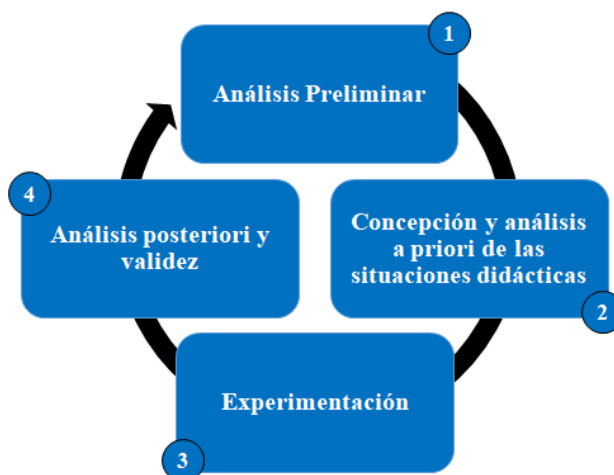 1
Análisis Preliminar
Concepción y análisis
a priori de las
situaciones didácticas
2
Experimentación
3
4
Análisis posteriori y
validez